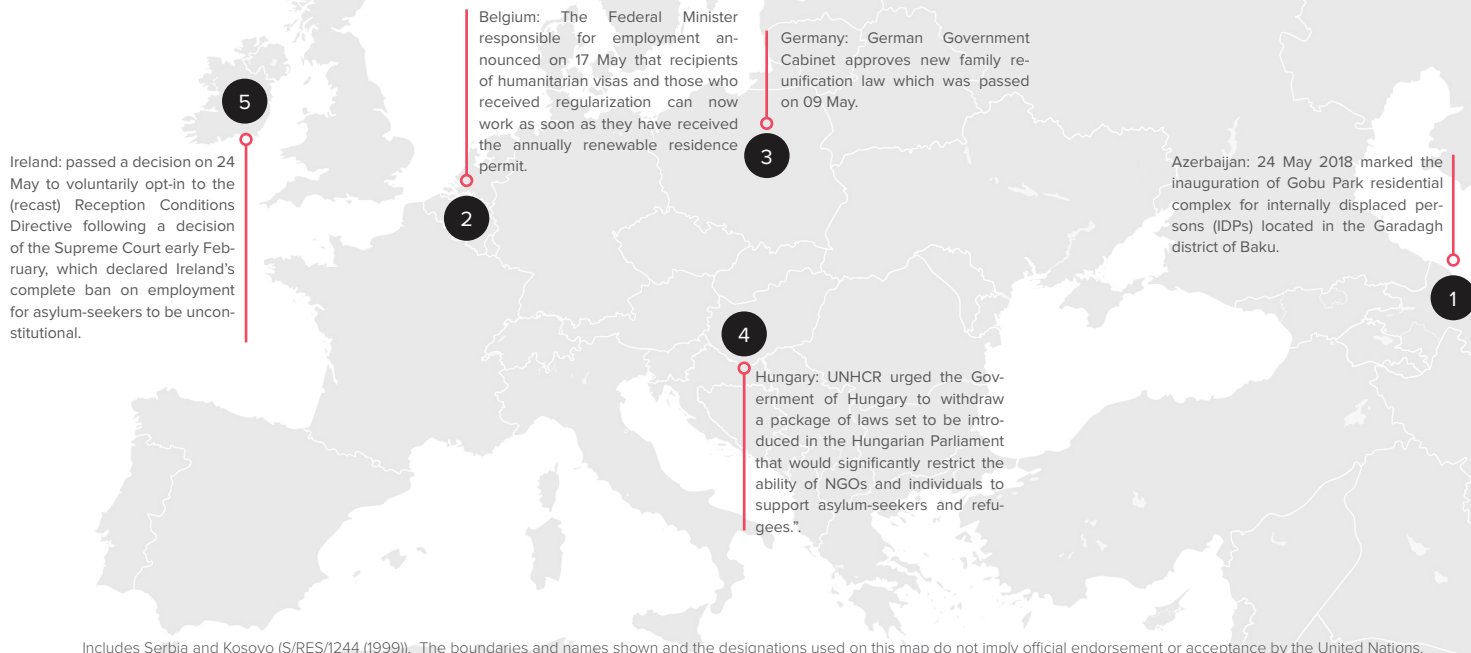 Belgium: The Federal Minister
responsible for employment an-
nounced on 17 May that recipients
of humanitarian visas and those who
received regularization can now
work as soon as they have received
the annually renewable residence
permit.
2
Germany: German Government
Cabinet approves new family re-
unification law which was passed
on 09 May.
3
5
Ireland: passed a decision on 24
May to voluntarily opt-in to the
(recast) Reception Conditions
Directive following a decision
of the Supreme Court early Feb-
ruary, which declared Ireland’s
complete ban on employment
for asylum-seekers to be uncon-
stitutional.
Azerbaijan: 24 May 2018 marked the
inauguration of Gobu Park residential
complex for internally displaced per-
sons (IDPs) located in the Garadagh
district of Baku.
1
4
Hungary: UNHCR urged the Gov-
ernment of Hungary to withdraw
a package of laws set to be intro-
duced in the Hungarian Parliament
that would significantly restrict the
ability of NGOs and individuals to
support asylum-seekers and refu-
gees.”.
Includes Serbia and Kosovo (S/RES/1244 (1999)). The boundaries and names shown and the designations used on this map do not imply official endorsement or acceptance by the United Nations.